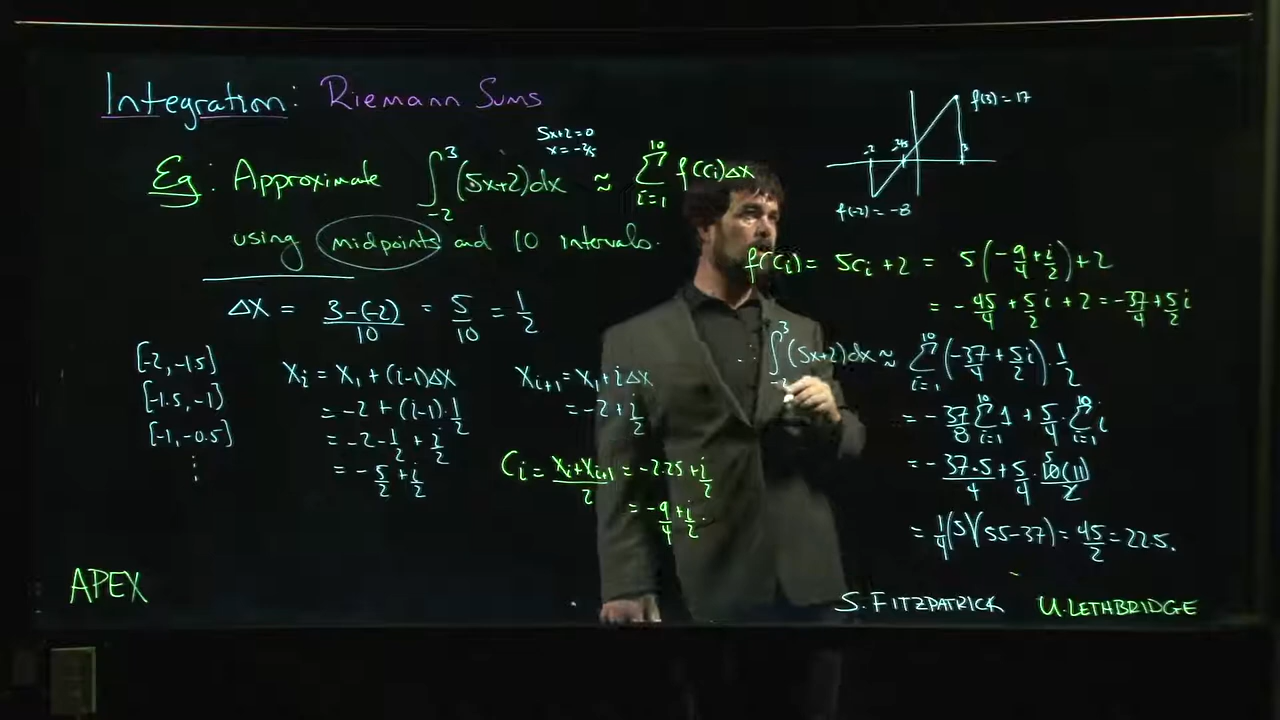 Integration: Riemann Sums
5x+2=0
x=-2/5
Eg: Approximate ∫_{-2}^{3} (5x+2)dx ≈ Σ_{i=1}^{10} f(ci)Δx
using midpoints and 10 intervals.
f(3)=17
-2 -2/5 3
f(-2)=-8
Δx = (3-(-2))/10 = 5/10 = 1/2
[-2, -1.5]
[-1.5, -1]
[-1, -0.5]
⋮
xi = x1 + (i-1)Δx
= -2 + (i-1)·1/2
= -2 - 1/2 + i/2
= -5/2 + i/2
xi+1 = x1 + iΔx
= -2 + i/2
Ci = (xi + xi+1)/2 = -2.25 + i/2
= -9/4 + i/2.
f(ci) = 5ci + 2 = 5(-9/4 + i/2) + 2
= -45/4 + 5/2 i + 2 = -37/4 + 5/2 i
∫_{-2}^{3} (5x+2)dx ≈ Σ_{i=1}^{10} (-37/4 + 5i/2)·1/2
= -37/8 Σ_{i=1}^{10} 1 + 5/4 · Σ_{i=1}^{10} i
= -37·5/4 + 5/4 · 10(11)/2
5
= 1/4(5)(55-37) = 45/2 = 22.5.
APEX
S. FITZPATRICK U. LETHBRIDGE